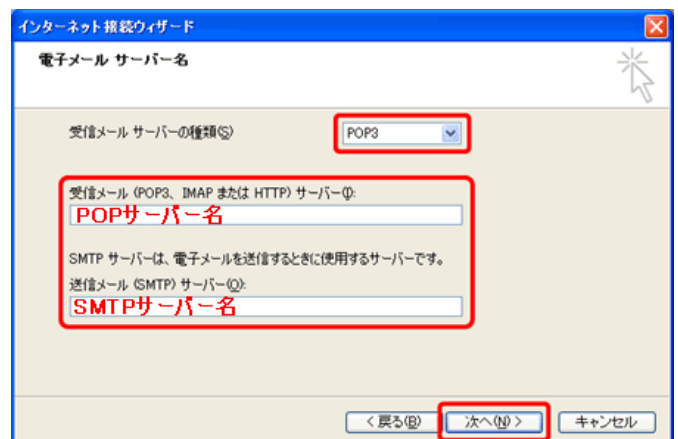 インターネット接続ウィザード
電子メール サーバー名
受信メール サーバーの種類(S)
POP3
受信メール (POP3、IMAP または HTTP) サーバー(I):
POPサーバー名
SMTP サーバーは、電子メールを送信するときに使用するサーバーです。
送信メール (SMTP) サーバー(O):
SMTPサーバー名
< 戻る(B) 次へ(N) > キャンセル